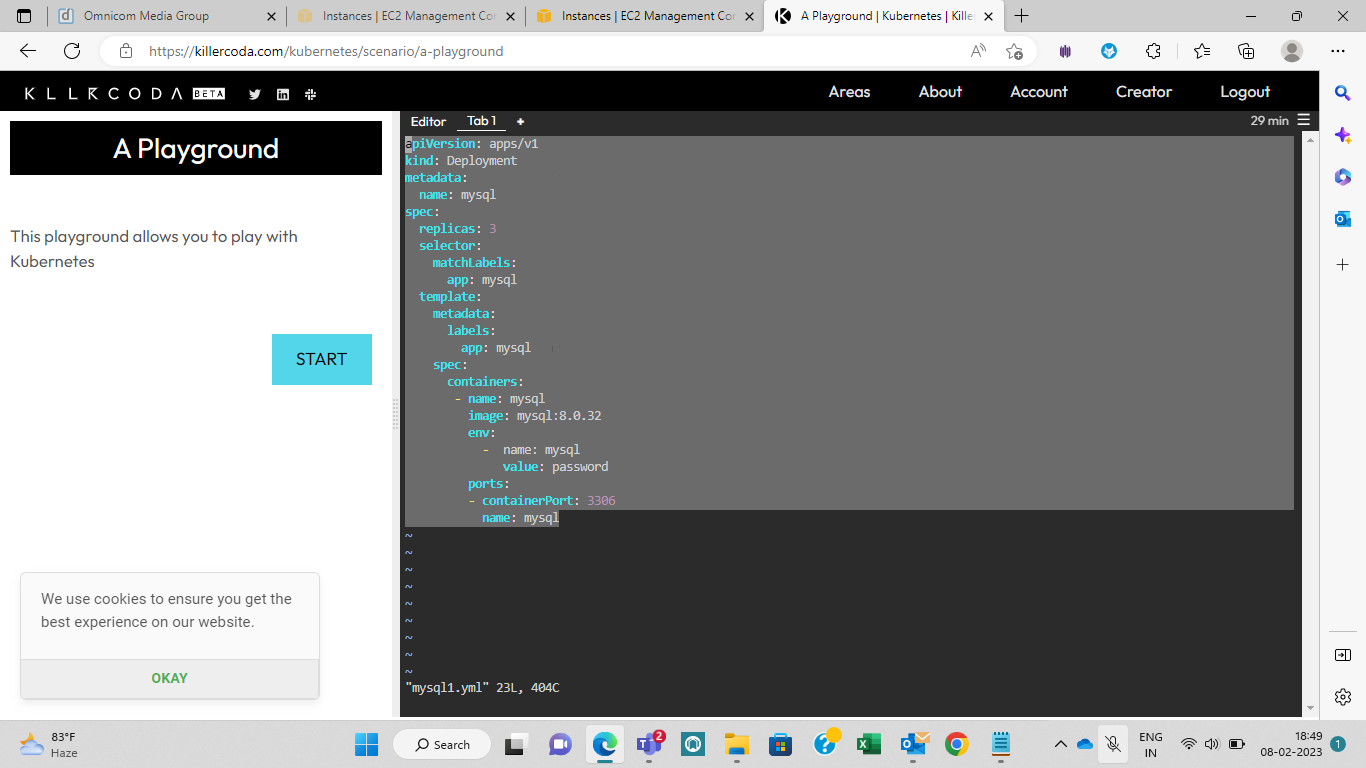 Omnicom Media Group
Instances | EC2 Management Con
Instances | EC2 Management Con
A Playground | Kubernetes | Kille
https://killercoda.com/kubernetes/scenario/a-playground
KILLERCODA BETA
Areas
About
Account
Creator
Logout
A Playground
This playground allows you to play with
Kubernetes
START
We use cookies to ensure you get the
best experience on our website.
OKAY
Editor
Tab 1
+
29 min
apiVersion: apps/v1
kind: Deployment
metadata:
  name: mysql
spec:
  replicas: 3
  selector:
    matchLabels:
      app: mysql
  template:
    metadata:
      labels:
        app: mysql
    spec:
      containers:
       - name: mysql
         image: mysql:8.0.32
         env:
           -  name: mysql
              value: password
         ports:
         - containerPort: 3306
           name: mysql
~
~
~
~
~
~
~
~
~
"mysql1.yml" 23L, 404C
83°F
Haze
Search
2
ENG
IN
18:49
08-02-2023
1